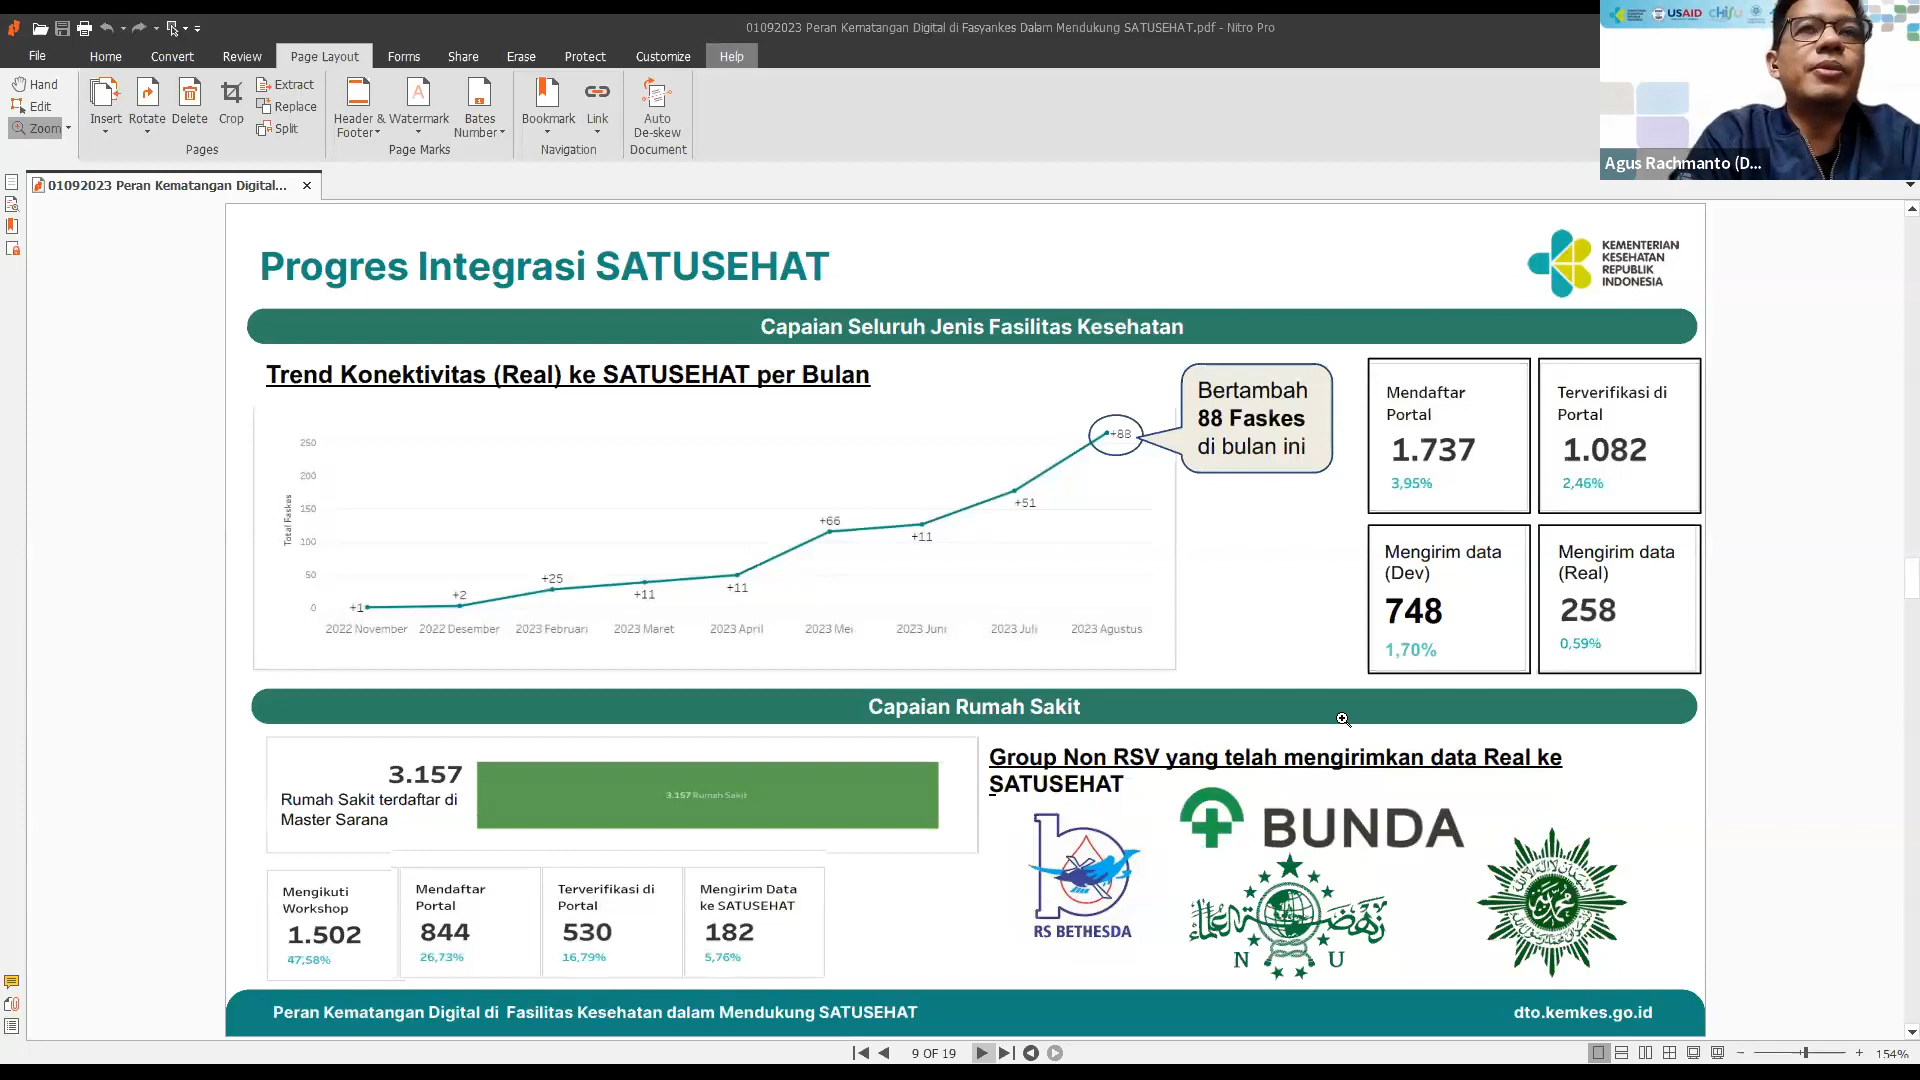 01092023 Peran Kematangan Digital di Fasyankes Dalam Mendukung SATUSEHAT.pdf - Nitro Pro
File Home Convert Review Page Layout Forms Share Erase Protect Customize Help
Hand
Edit
Zoom
Insert Rotate Delete Crop
Extract
Replace
Split
Pages
Header & Footer
Watermark
Bates Number
Page Marks
Bookmark Link
Navigation
Auto De-skew
Document
USAID
Agus Rachmanto (D...
01092023 Peran Kematangan Digital...
Progres Integrasi SATUSEHAT
KEMENTERIAN
KESEHATAN
REPUBLIK
INDONESIA
Capaian Seluruh Jenis Fasilitas Kesehatan
Trend Konektivitas (Real) ke SATUSEHAT per Bulan
Total Faskes
250
200
150
100
50
0
+1
+2
+25
+11
+11
+66
+11
+51
+88
2022 November 2022 Desember 2023 Februari 2023 Maret 2023 April 2023 Mei 2023 Juni 2023 Juli 2023 Agustus
Bertambah
88 Faskes
di bulan ini
Mendaftar
Portal
1.737
3,95%
Terverifikasi di
Portal
1.082
2,46%
Mengirim data
(Dev)
748
1,70%
Mengirim data
(Real)
258
0,59%
Capaian Rumah Sakit
3.157
Rumah Sakit terdaftar di
Master Sarana
3.157 Rumah Sakit
Mengikuti
Workshop
1.502
47,58%
Mendaftar
Portal
844
26,73%
Terverifikasi di
Portal
530
16,79%
Mengirim Data
ke SATUSEHAT
182
5,76%
Group Non RSV yang telah mengirimkan data Real ke
SATUSEHAT
RS BETHESDA
BUNDA
N U
Peran Kematangan Digital di Fasilitas Kesehatan dalam Mendukung SATUSEHAT
dto.kemkes.go.id
9 OF 19
154%